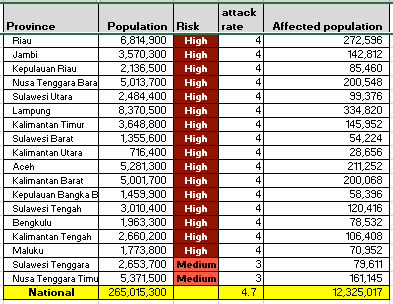 Province Population Risk attack rate Affected population
Riau 6,814,900 High 4 272,596
Jambi 3,570,300 High 4 142,812
Kepulauan Riau 2,136,500 High 4 85,460
Nusa Tenggara Bara 5,013,700 High 4 200,548
Sulawesi Utara 2,484,400 High 4 99,376
Lampung 8,370,500 High 4 334,820
Kalimantan Timur 3,648,800 High 4 145,952
Sulawesi Barat 1,355,600 High 4 54,224
Kalimantan Utara 716,400 High 4 28,656
Aceh 5,281,300 High 4 211,252
Kalimantan Barat 5,001,700 High 4 200,068
Kepulauan Bangka B 1,459,900 High 4 58,396
Sulawesi Tengah 3,010,400 High 4 120,416
Bengkulu 1,963,300 High 4 78,532
Kalimantan Tengah 2,660,200 High 4 106,408
Maluku 1,773,800 High 4 70,952
Sulawesi Tenggara 2,653,700 Medium 3 79,611
Nusa Tenggara Timu 5,371,500 Medium 3 161,145
National 265,015,300 4.7 12,325,017